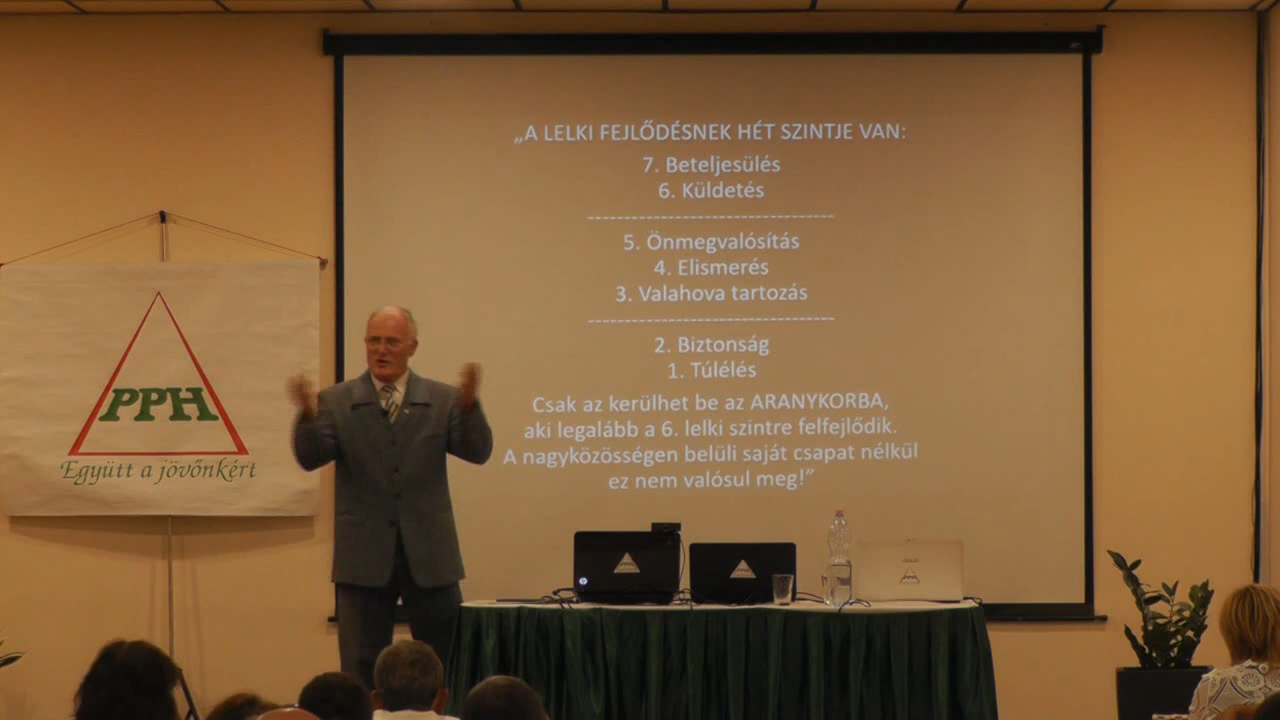 „A LELKI FEJLŐDÉSNEK HÉT SZINTJE VAN:
7. Beteljesülés
6. Küldetés
5. Önmegvalósítás
4. Elismerés
3. Valahova tartozás
2. Biztonság
1. Túlélés
Csak az kerülhet be az ARANYKORBA,
aki legalább a 6. lelki szintre felfejlődik.
A nagyközösségen belüli saját csapat nélkül
ez nem valósul meg!”
PPH
Együtt a jövőnkért
hp